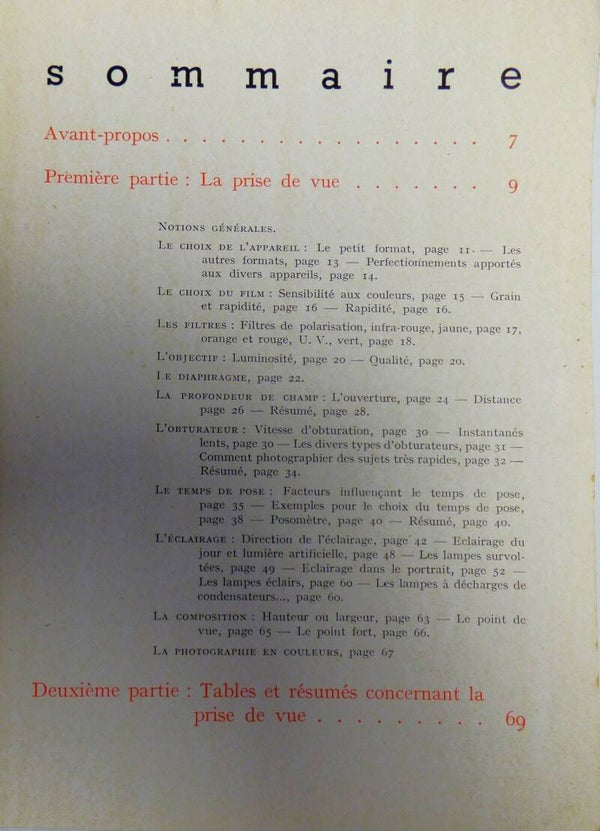 sommaire
Avant-propos . . . . . . . . . . . . . . . . . 7
Première partie : La prise de vue . . . . . . . 9
NOTIONS GÉNÉRALES.
LE CHOIX DE L'APPAREIL : Le petit format, page 11. — Les
autres formats, page 13 — Perfectionnements apportés
aux divers appareils, page 14.
LE CHOIX DU FILM : Sensibilité aux couleurs, page 15 — Grain
et rapidité, page 16 — Rapidité, page 16.
LES FILTRES : Filtres de polarisation, infra-rouge, jaune, page 17,
orange et rouge, U. V., vert, page 18.
L'OBJECTIF : Luminosité, page 20 — Qualité, page 20.
LE DIAPHRAGME, page 22.
LA PROFONDEUR DE CHAMP : L'ouverture, page 24 — Distance
page 26 — Résumé, page 28.
L'OBTURATEUR : Vitesse d'obturation, page 30 — Instantanés
lents, page 30 — Les divers types d'obturateurs, page 31 —
Comment photographier des sujets très rapides, page 32 —
Résumé, page 34.
LE TEMPS DE POSE : Facteurs influençant le temps de pose,
page 35 — Exemples pour le choix du temps de pose,
page 38 — Posomètre, page 40 — Résumé, page 40.
L'ÉCLAIRAGE : Direction de l'éclairage, page 42 — Eclairage du
jour et lumière artificielle, page 48 — Les lampes survol-
tées, page 49 — Eclairage dans le portrait, page 52 —
Les lampes éclairs, page 60 — Les lampes à décharges de
condensateurs..., page 60.
LA COMPOSITION : Hauteur ou largeur, page 63 — Le point de
vue, page 65 — Le point fort, page 66.
LA PHOTOGRAPHIE EN COULEURS, page 67
Deuxième partie : Tables et résumés concernant la
prise de vue . . . . . . . . . 69